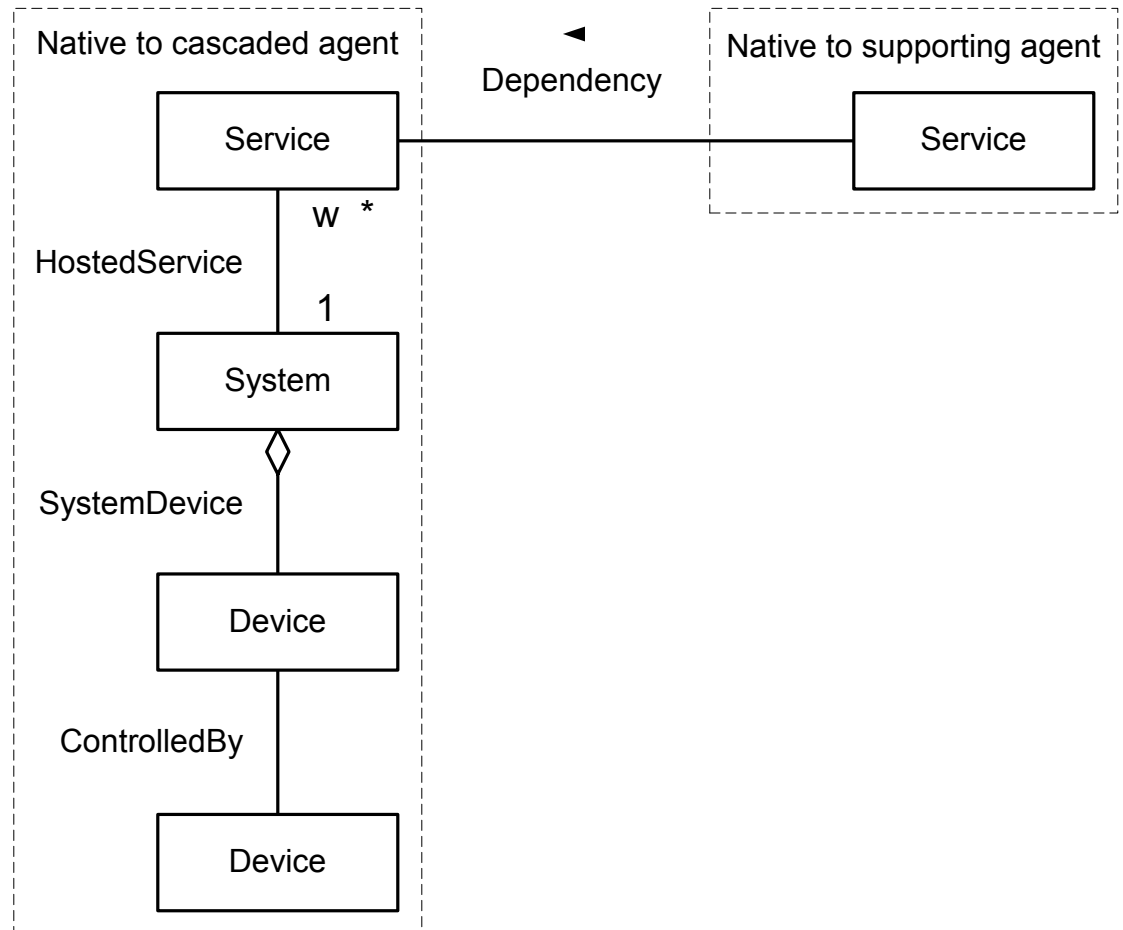 Native to cascaded agent
Dependency
Native to supporting agent
Service
Service
w *
HostedService
1
System
SystemDevice
Device
ControlledBy
Device